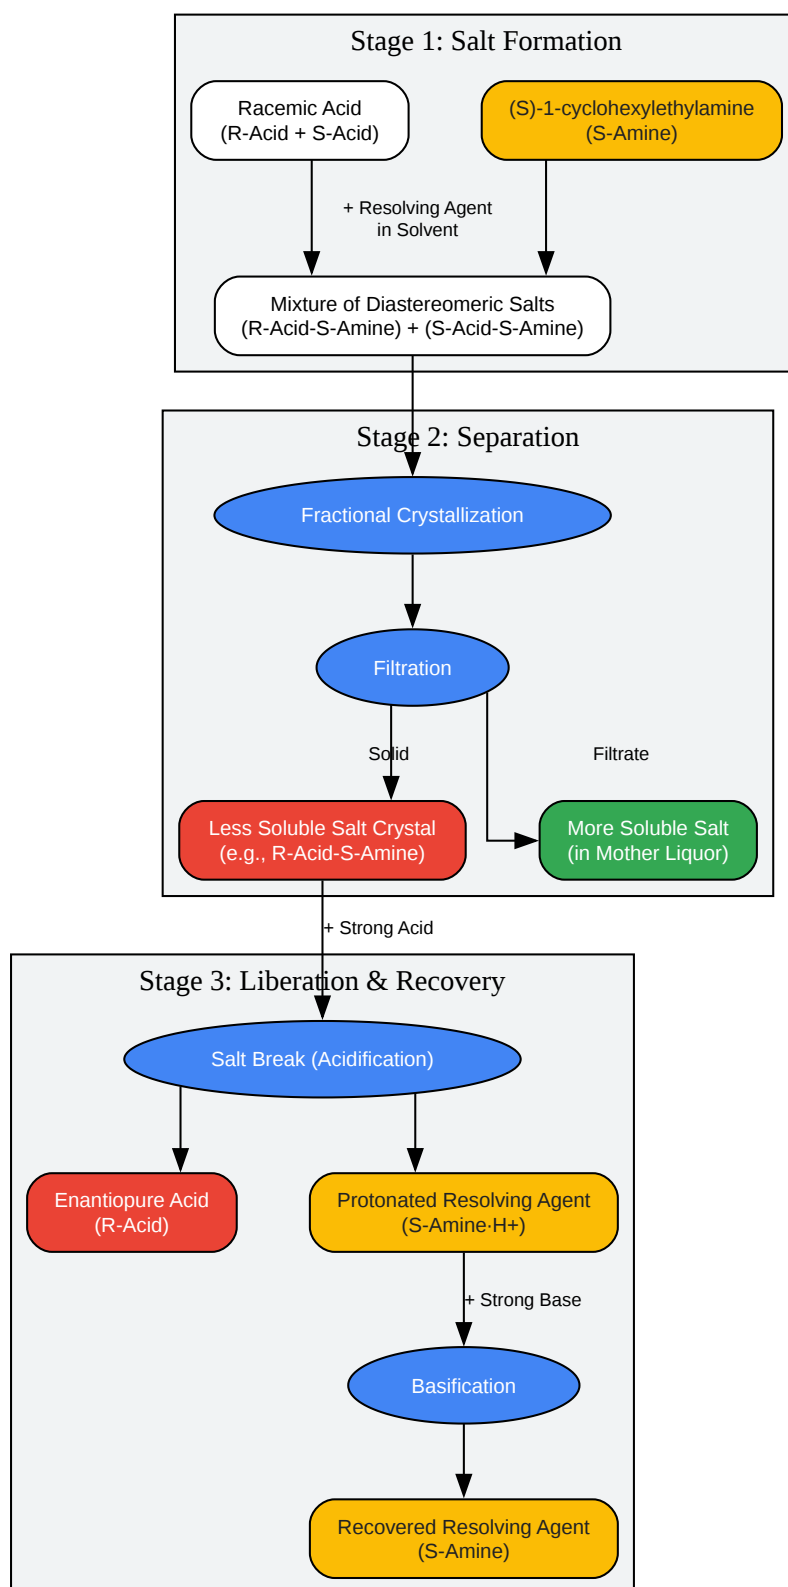 Stage 1: Salt Formation
Racemic Acid
(R-Acid + S-Acid)
(S)-1-cyclohexylethylamine
(S-Amine)
+ Resolving Agent
in Solvent
Mixture of Diastereomeric Salts
(R-Acid-S-Amine) + (S-Acid-S-Amine)
Stage 2: Separation
Fractional Crystallization
Filtration
Solid
Filtrate
Less Soluble Salt Crystal
(e.g., R-Acid-S-Amine)
More Soluble Salt
(in Mother Liquor)
+ Strong Acid
Stage 3: Liberation & Recovery
Salt Break (Acidification)
Enantiopure Acid
(R-Acid)
Protonated Resolving Agent
(S-Amine·H+)
+ Strong Base
Basification
Recovered Resolving Agent
(S-Amine)